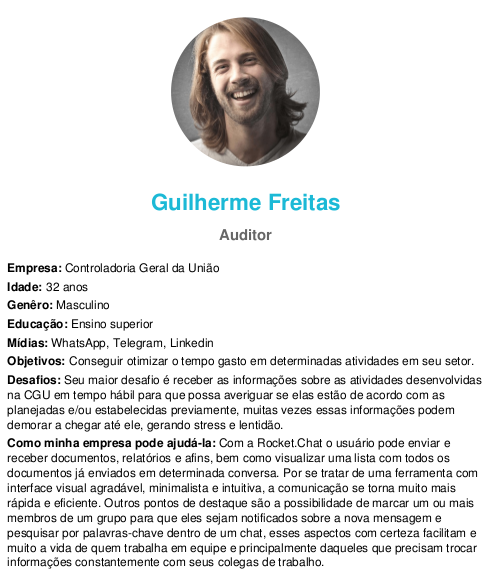 Guilherme Freitas
Auditor
Empresa: Controladoria Geral da União
Idade: 32 anos
Genêro: Masculino
Educação: Ensino superior
Mídias: WhatsApp, Telegram, Linkedin
Objetivos: Conseguir otimizar o tempo gasto em determinadas atividades em seu setor.
Desafios: Seu maior desafio é receber as informações sobre as atividades desenvolvidas
na CGU em tempo hábil para que possa averiguar se elas estão de acordo com as
planejadas e/ou estabelecidas previamente, muitas vezes essas informações podem
demorar a chegar até ele, gerando stress e lentidão.
Como minha empresa pode ajudá-la: Com a Rocket.Chat o usuário pode enviar e
receber documentos, relatórios e afins, bem como visualizar uma lista com todos os
documentos já enviados em determinada conversa. Por se tratar de uma ferramenta com
interface visual agradável, minimalista e intuitiva, a comunicação se torna muito mais
rápida e eficiente. Outros pontos de destaque são a possibilidade de marcar um ou mais
membros de um grupo para que eles sejam notificados sobre a nova mensagem e
pesquisar por palavras-chave dentro de um chat, esses aspectos com certeza facilitam e
muito a vida de quem trabalha em equipe e principalmente daqueles que precisam trocar
informações constantemente com seus colegas de trabalho.